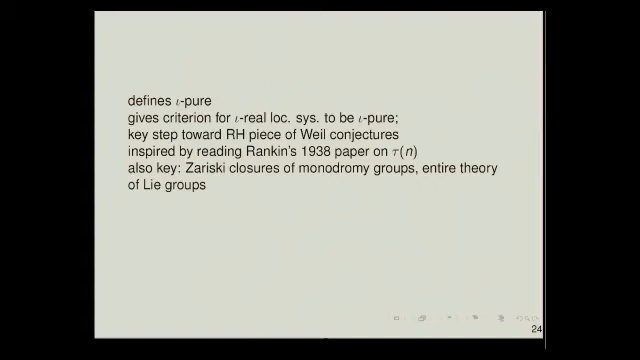 defines ι-pure
gives criterion for ι-real loc. sys. to be ι-pure;
key step toward RH piece of Weil conjectures
inspired by reading Rankin's 1938 paper on τ(n)
also key: Zariski closures of monodromy groups, entire theory
of Lie groups
24